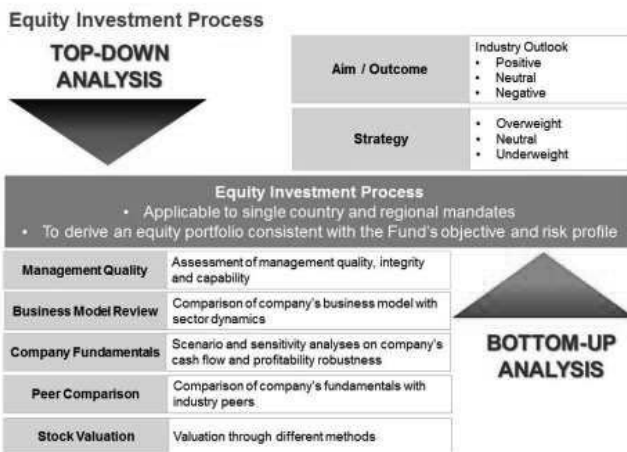 Equity Investment Process
TOP-DOWN
ANALYSIS
Aim / Outcome
Industry Outlook
• Positive
• Neutral
• Negative
Strategy
• Overweight
• Neutral
• Underweight
Equity Investment Process
• Applicable to single country and regional mandates
• To derive an equity portfolio consistent with the Fund's objective and risk profile
Management Quality
Assessment of management quality, integrity
and capability
Business Model Review
Comparison of company's business model with
sector dynamics
Company Fundamentals
Scenario and sensitivity analyses on company's
cash flow and profitability robustness
Peer Comparison
Comparison of company's fundamentals with
industry peers
Stock Valuation
Valuation through different methods
BOTTOM-UP
ANALYSIS